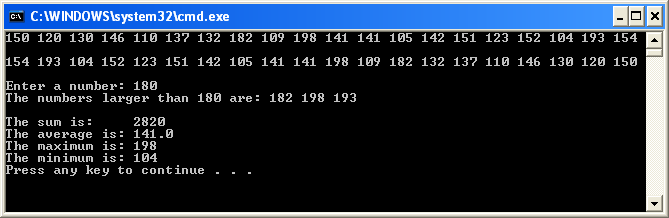 C:\WINDOWS\system32\cmd.exe
150 120 130 146 110 137 132 182 109 198 141 141 105 142 151 123 152 104 193 154
154 193 104 152 123 151 142 105 141 141 198 109 182 132 137 110 146 130 120 150
Enter a number: 180
The numbers larger than 180 are: 182 198 193
The sum is:     2820
The average is: 141.0
The maximum is: 198
The minimum is: 104
Press any key to continue . . .